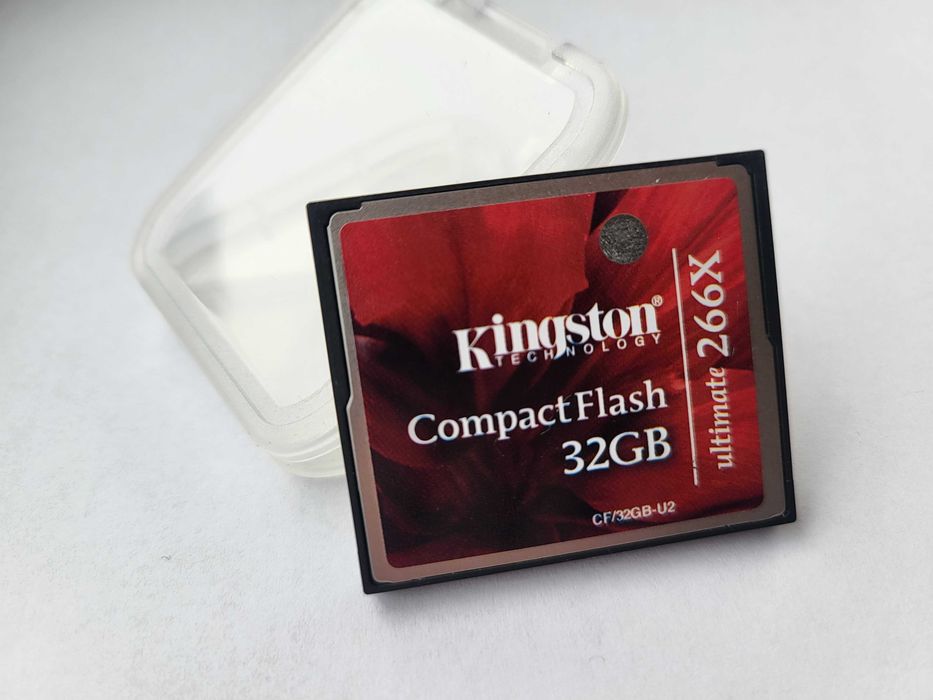 Kingston®
TECHNOLOGY
CompactFlash
32GB
CF/32GB-U2
ultimate 266X